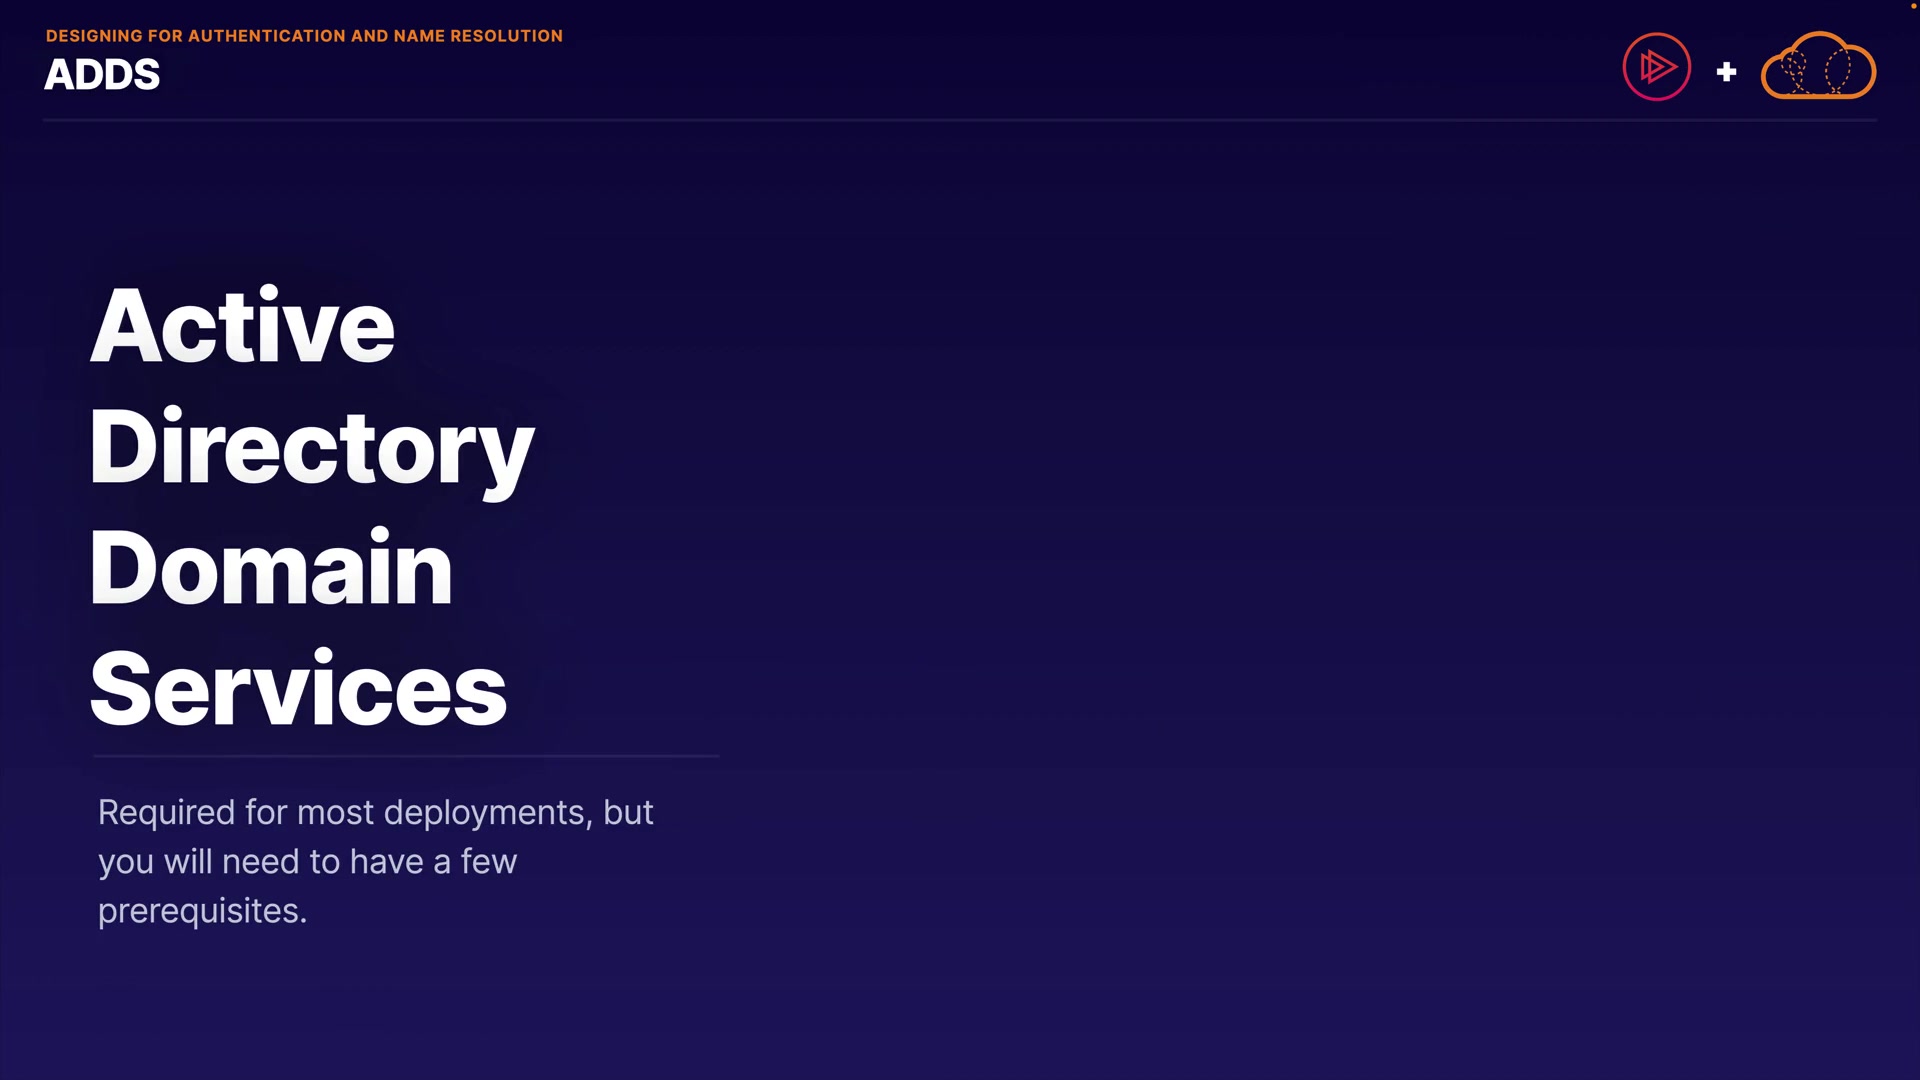 DESIGNING FOR AUTHENTICATION AND NAME RESOLUTION
ADDS
Active
Directory
Domain
Services
Required for most deployments, but
you will need to have a few
prerequisites.